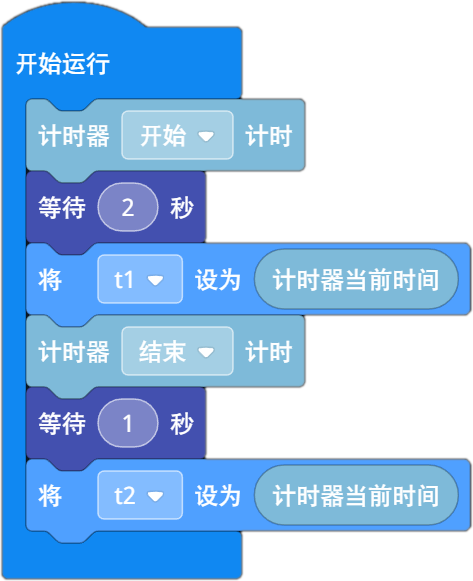 开始运行
计时器 开始 计时
等待 2 秒
将 t1 设为 计时器当前时间
计时器 结束 计时
等待 1 秒
将 t2 设为 计时器当前时间